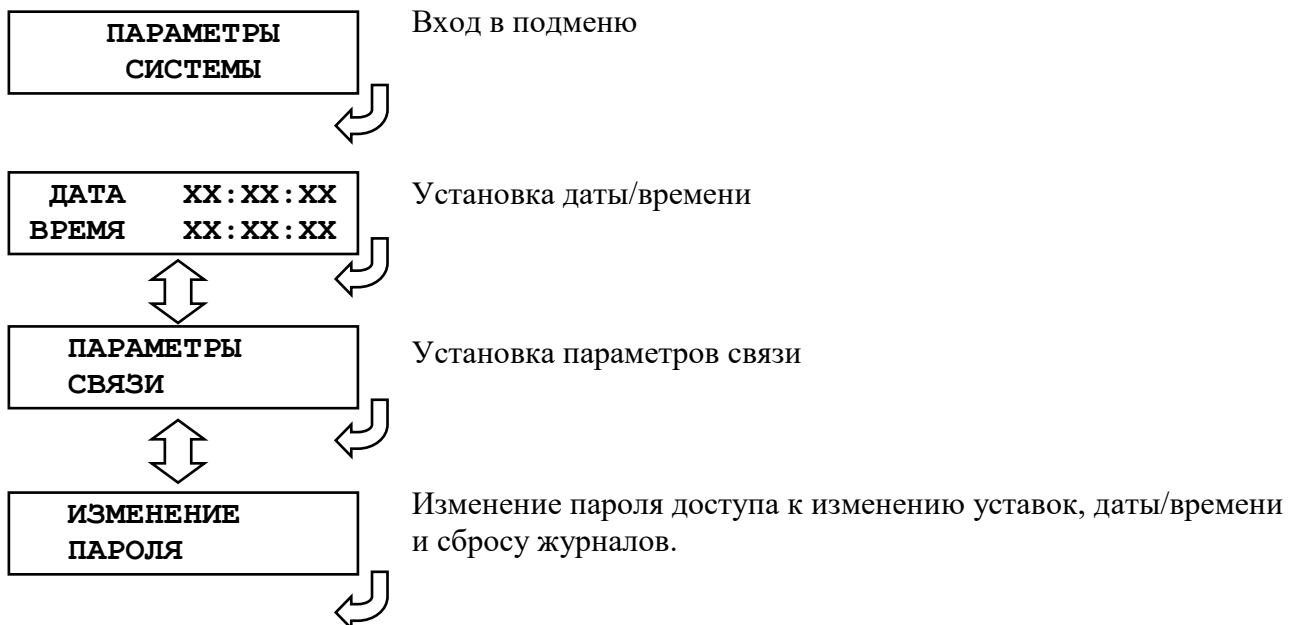 ПАРАМЕТРЫ
СИСТЕМЫ
Вход в подменю
ДАТА XX:XX:XX
ВРЕМЯ XX:XX:XX
Установка даты/времени
ПАРАМЕТРЫ
СВЯЗИ
Установка параметров связи
ИЗМЕНЕНИЕ
ПАРОЛЯ
Изменение пароля доступа к изменению уставок, даты/времени
и сбросу журналов.